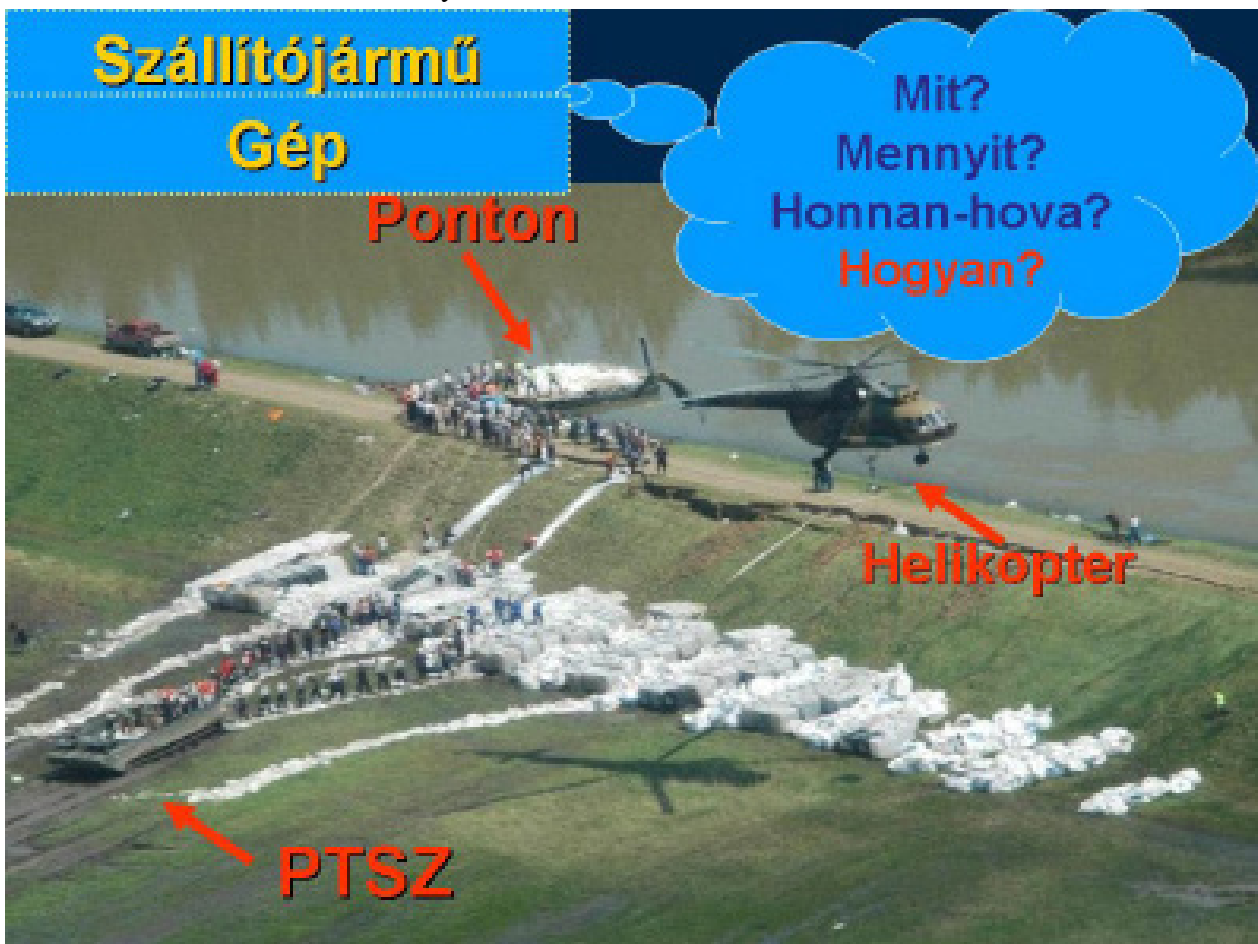 Szállítójármű
Gép
Mit?
Mennyit?
Honnan-hova?
Hogyan?
Ponton
Helikopter
PTSZ